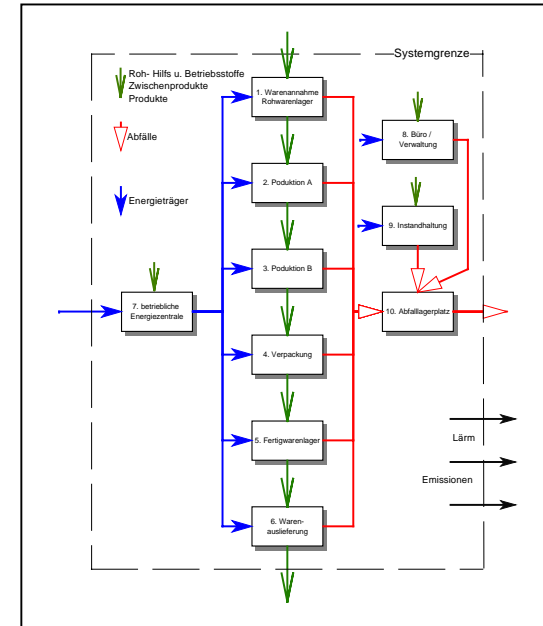 Systemgrenze
Roh- Hilfs u. Betriebsstoffe
Zwischenprodukte
Produkte
Abfälle
Energieträger
1. Warenannahme
Rohwarenlager
2. Poduktion A
3. Poduktion B
4. Verpackung
5. Fertigwarenlager
6. Waren-
auslieferung
7. betriebliche
Energiezentrale
8. Büro /
Verwaltung
9. Instandhaltung
10. Abfalllagerplatz
Lärm
Emissionen